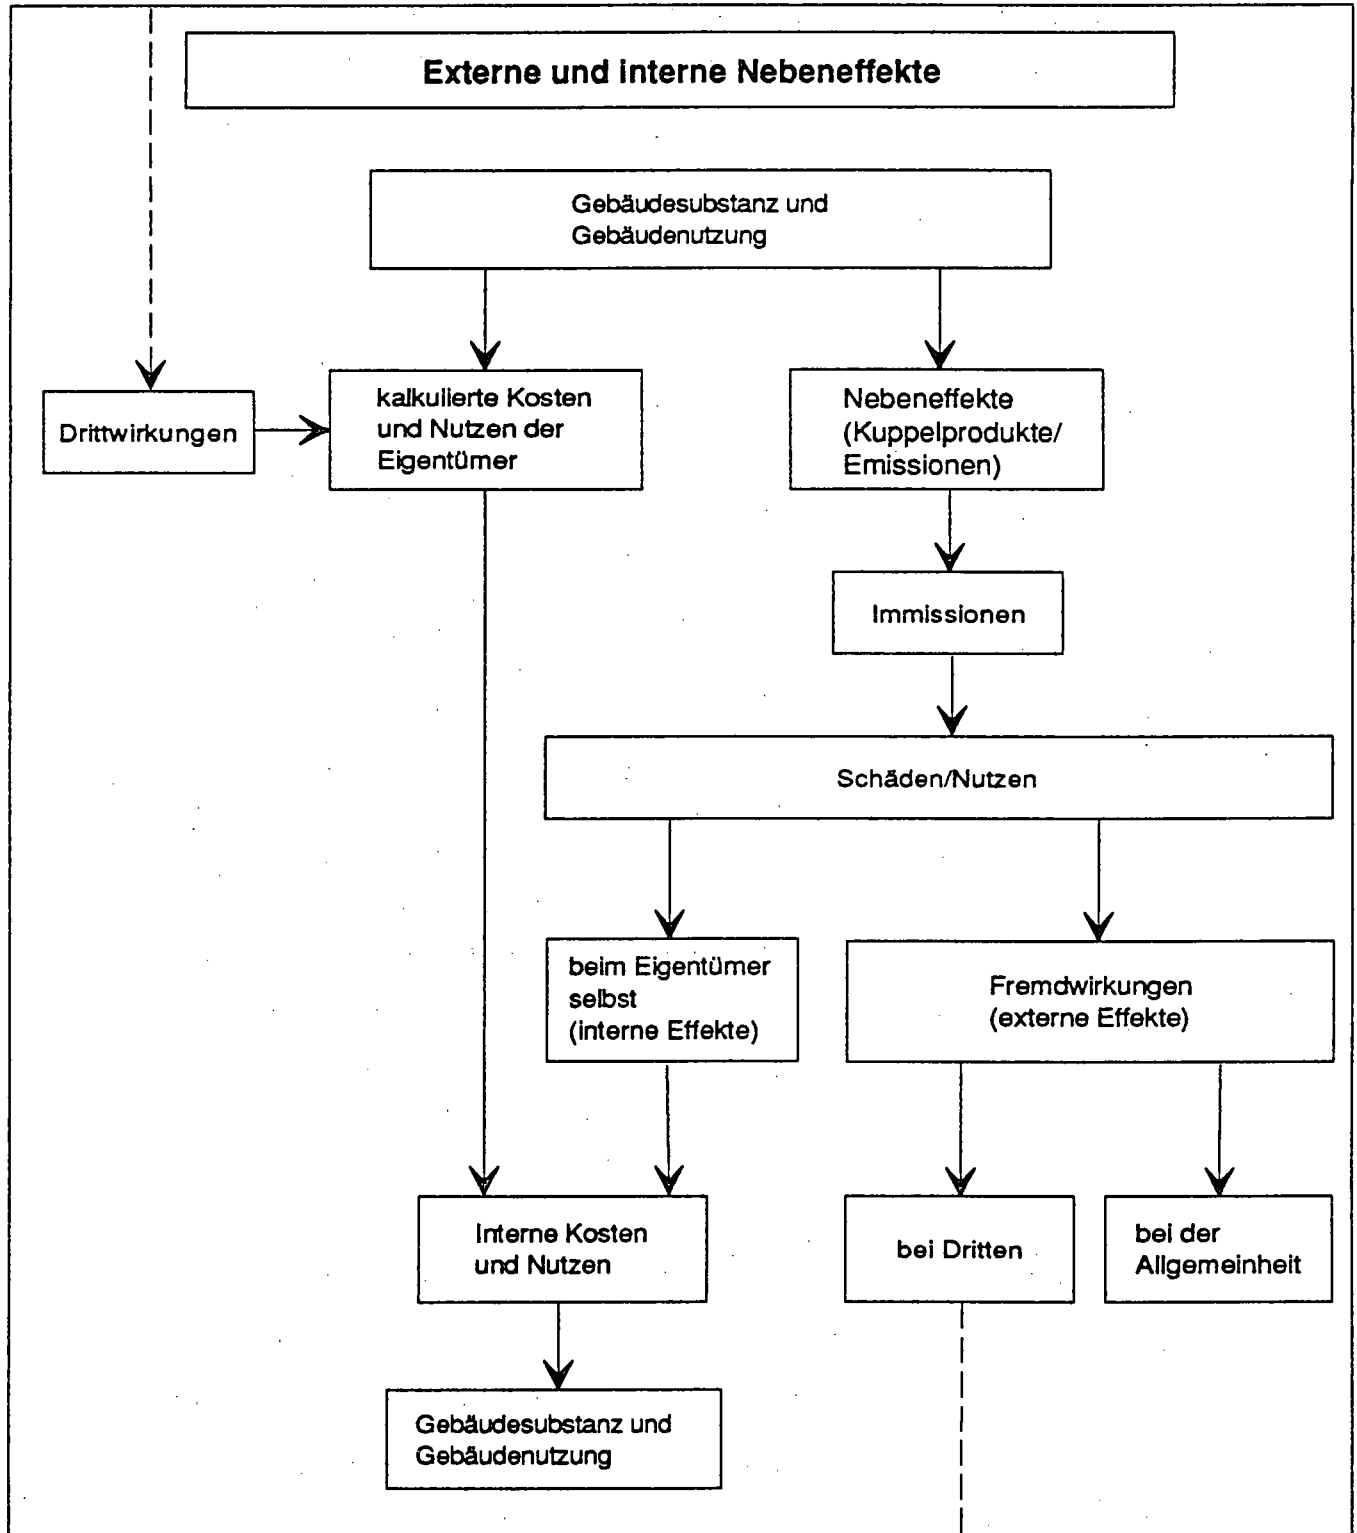 Externe und interne Nebeneffekte
Gebäudesubstanz und
Gebäudenutzung
Drittwirkungen
kalkulierte Kosten
und Nutzen der
Eigentümer
Nebeneffekte
(Kuppelprodukte/
Emissionen)
Immissionen
Schäden/Nutzen
beim Eigentümer
selbst
(interne Effekte)
Fremdwirkungen
(externe Effekte)
Interne Kosten
und Nutzen
bei Dritten
bei der
Allgemeinheit
Gebäudesubstanz und
Gebäudenutzung